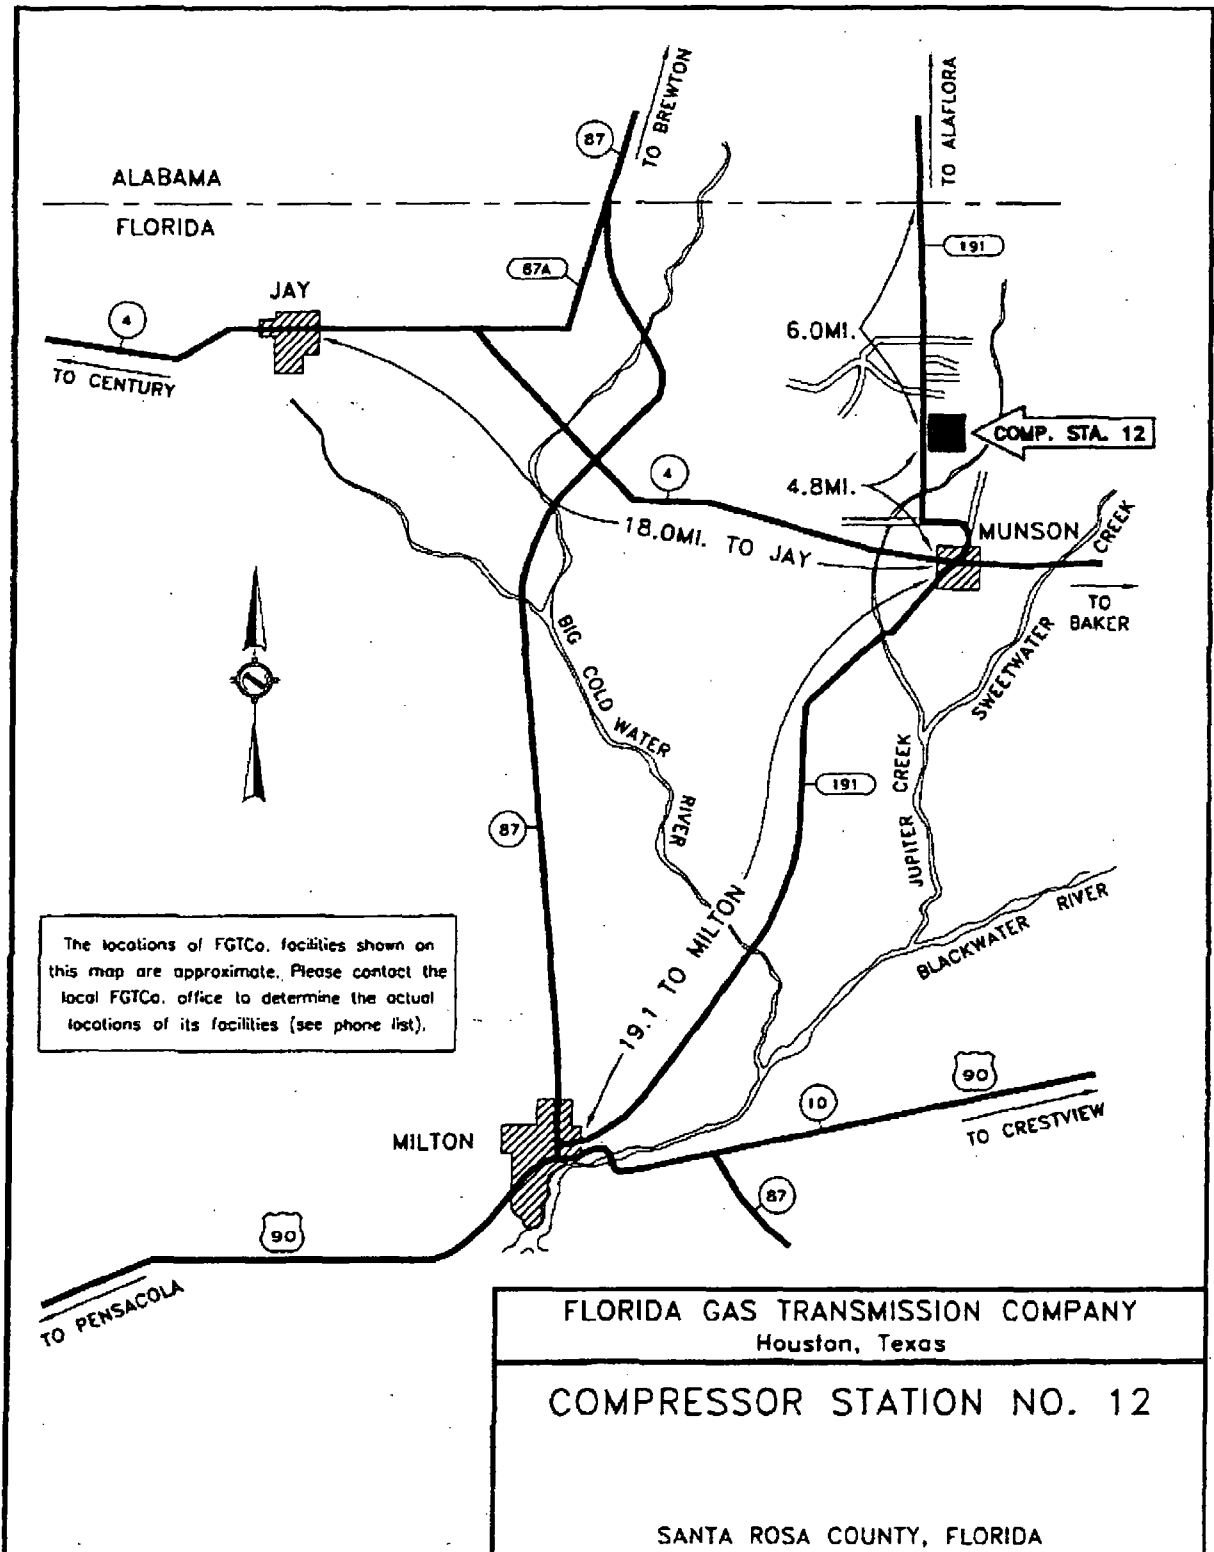 TO BREWTON
TO ALAFLORA
87
ALABAMA
FLORIDA
191
87A
JAY
4
6.0MI.
TO CENTURY
COMP. STA. 12
4
4.8MI.
18.0MI. TO JAY
MUNSON
CREEK
TO
BAKER
BIG COLD WATER RIVER
SWEETWATER
JUPITER CREEK
191
87
19.1 TO MILTON
BLACKWATER RIVER
The locations of FGTCo. facilities shown on
this map are approximate. Please contact the
local FGTCo. office to determine the actual
locations of its facilities (see phone list).
90
10
TO CRESTVIEW
MILTON
87
90
TO PENSACOLA
FLORIDA GAS TRANSMISSION COMPANY
Houston, Texas
COMPRESSOR STATION NO. 12
SANTA ROSA COUNTY, FLORIDA